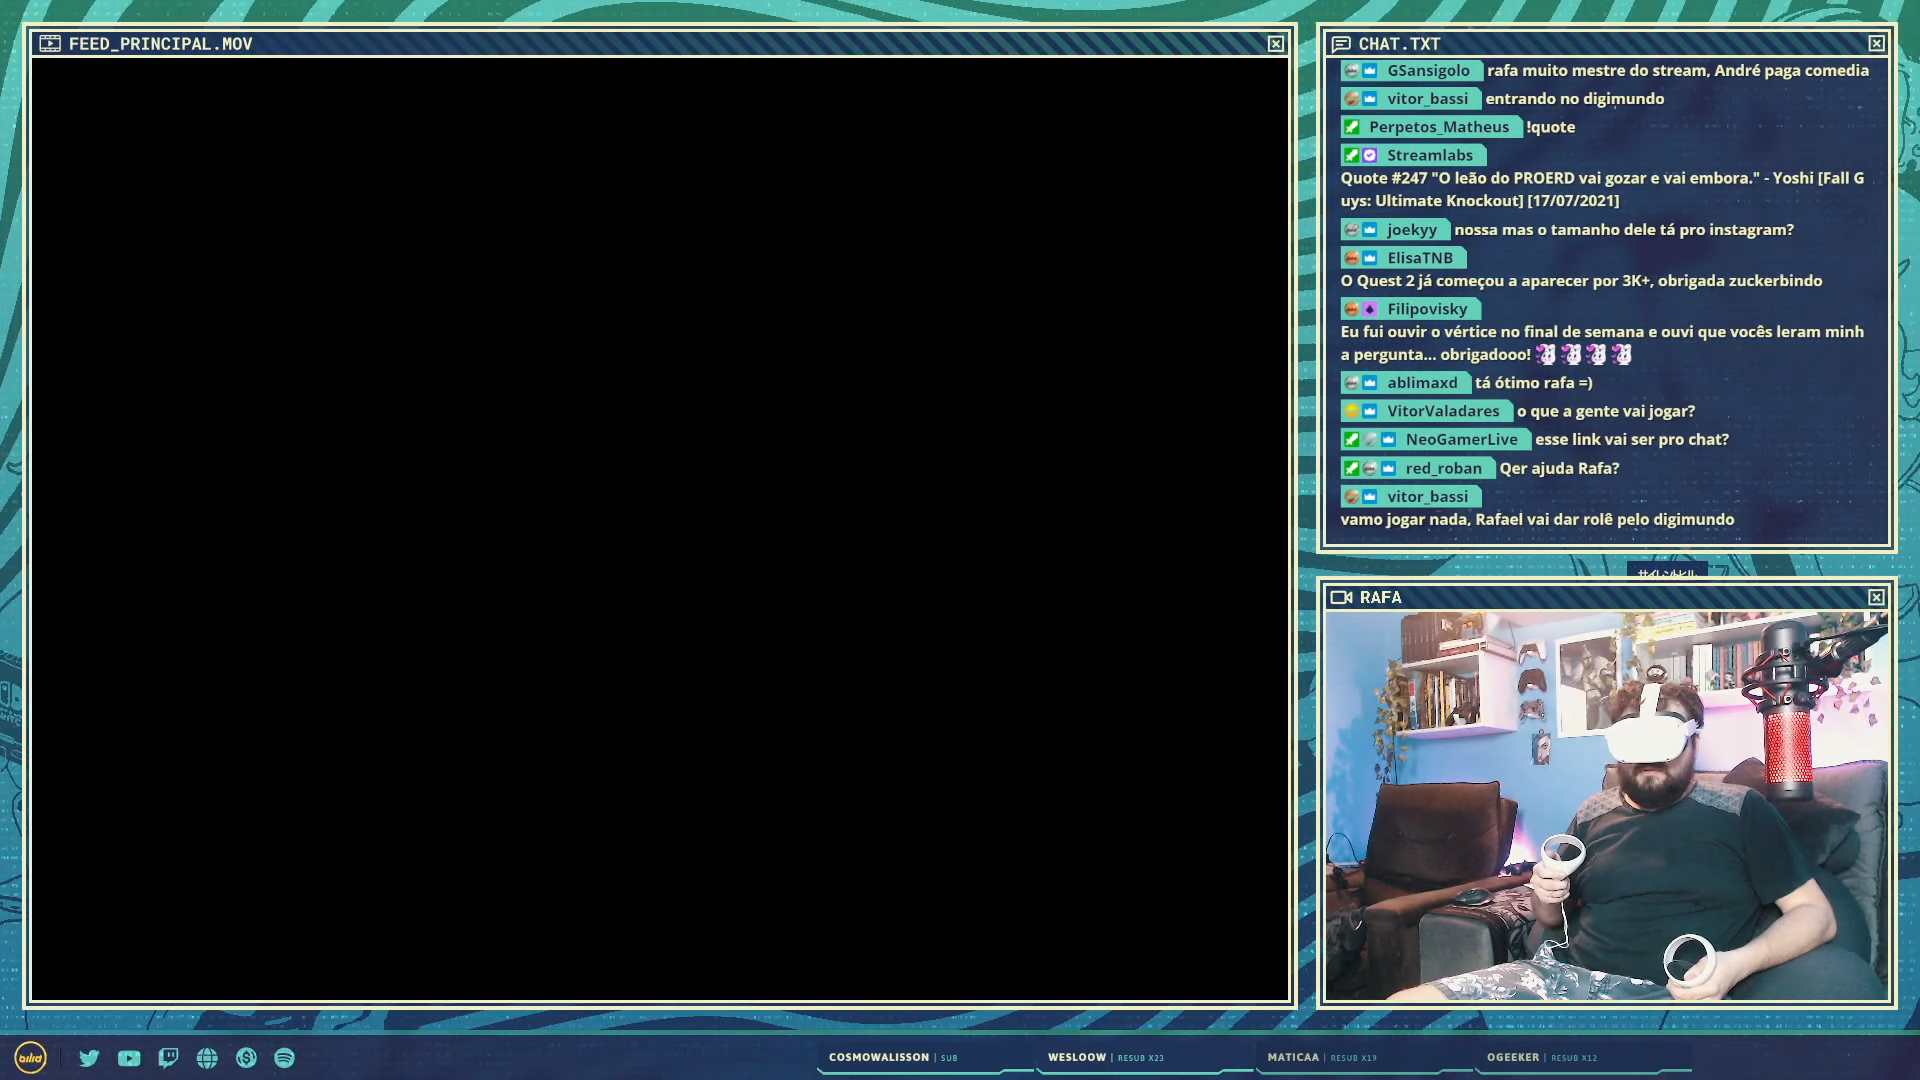 FEED_PRINCIPAL.MOV
CHAT.TXT
GSansigolo rafa muito mestre do stream, André paga comedia
vitor_bassi entrando no digimundo
Perpetos_Matheus !quote
Streamlabs
Quote #247 "O leão do PROERD vai gozar e vai embora." - Yoshi [Fall G
uys: Ultimate Knockout] [17/07/2021]
joekyy nossa mas o tamanho dele tá pro instagram?
ElisaTNB
O Quest 2 já começou a aparecer por 3K+, obrigada zuckerbindo
Filipovisky
Eu fui ouvir o vértice no final de semana e ouvi que vocês leram minh
a pergunta... obrigadooo!
ablimaxd tá ótimo rafa =)
VitorValadares o que a gente vai jogar?
NeoGamerLive esse link vai ser pro chat?
red_roban Qer ajuda Rafa?
vitor_bassi
vamo jogar nada, Rafael vai dar rolê pelo digimundo
RAFA
COSMOWALISSON | SUB
WESLOOW | RESUB X23
MATICAA | RESUB X19
OGEEKER | RESUB X12